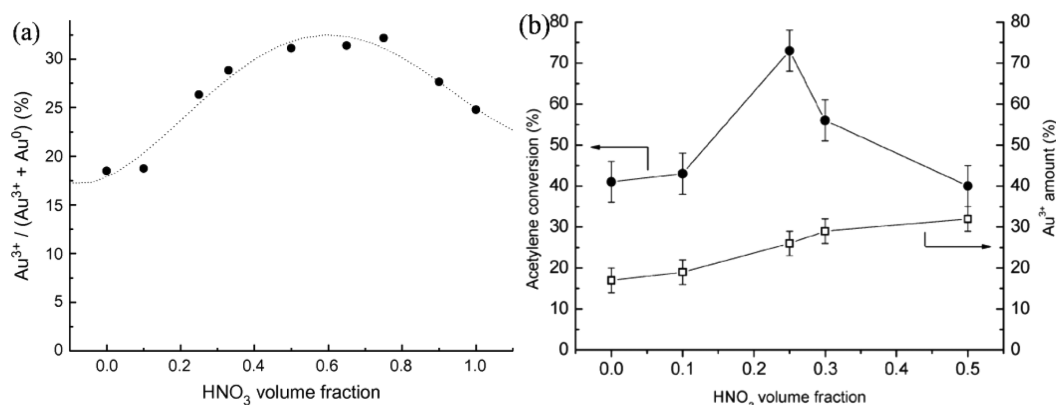 (a)
Au³⁺ / (Au³⁺ + Au⁰) (%)
30
25
20
15
10
5
0
0.0 0.2 0.4 0.6 0.8 1.0
HNO₃ volume fraction
(b)
Acetylene conversion (%)
80
70
60
50
40
30
20
10
0
0.0 0.1 0.2 0.3 0.4 0.5
HNO₃ volume fraction
80
70
60
50
40
30
20
10
0
Au³⁺ amount (%)